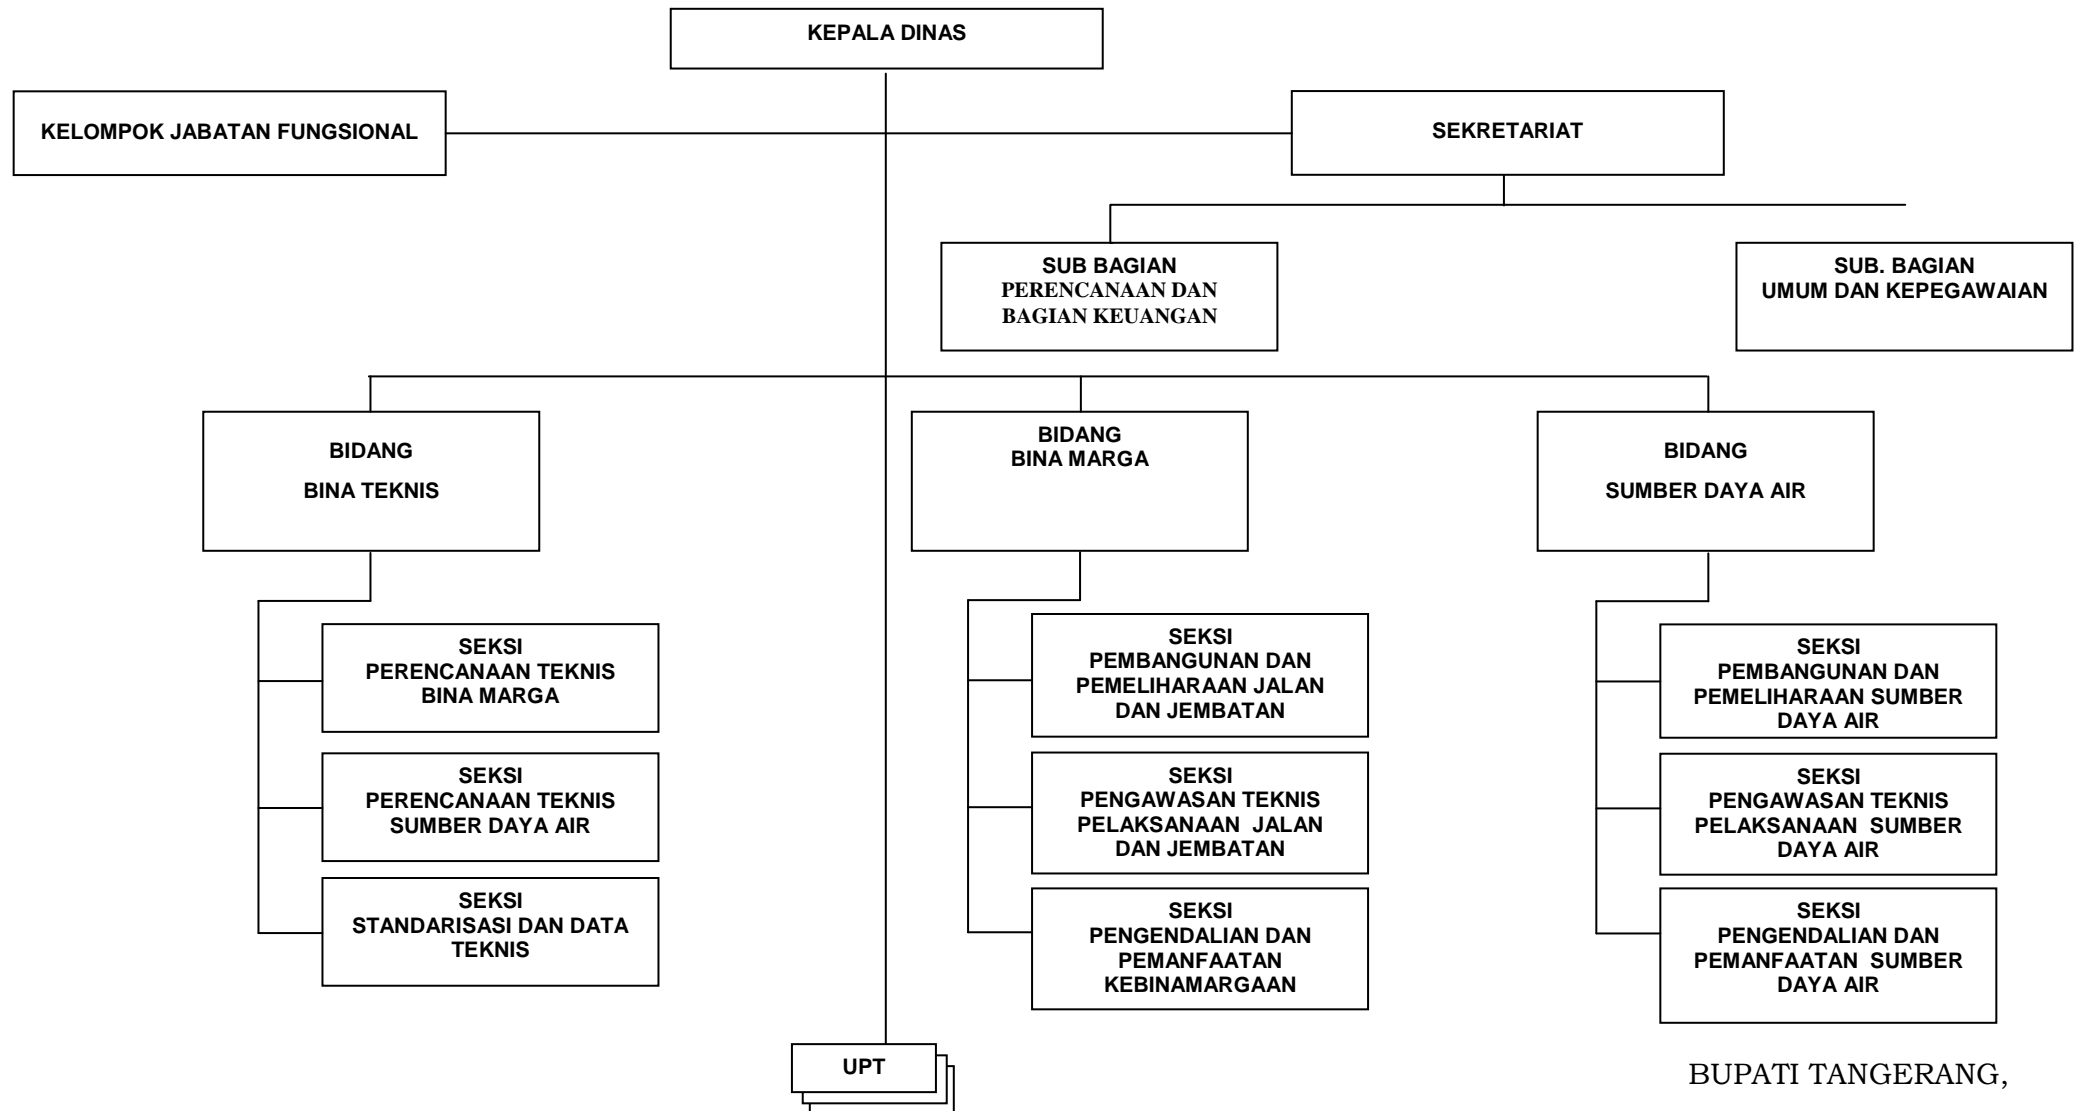 KEPALA DINAS
KELOMPOK JABATAN FUNGSIONAL
SEKRETARIAT
SUB BAGIAN
PERENCANAAN DAN
BAGIAN KEUANGAN
SUB. BAGIAN
UMUM DAN KEPEGAWAIAN
BIDANG
BINA TEKNIS
BIDANG
BINA MARGA
BIDANG
SUMBER DAYA AIR
SEKSI
PERENCANAAN TEKNIS
BINA MARGA
SEKSI
PERENCANAAN TEKNIS
SUMBER DAYA AIR
SEKSI
STANDARISASI DAN DATA
TEKNIS
SEKSI
PEMBANGUNAN DAN
PEMELIHARAAN JALAN
DAN JEMBATAN
SEKSI
PENGAWASAN TEKNIS
PELAKSANAAN JALAN
DAN JEMBATAN
SEKSI
PENGENDALIAN DAN
PEMANFAATAN
KEBINAMARGAAN
SEKSI
PEMBANGUNAN DAN
PEMELIHARAAN SUMBER
DAYA AIR
SEKSI
PENGAWASAN TEKNIS
PELAKSANAAN SUMBER
DAYA AIR
SEKSI
PENGENDALIAN DAN
PEMANFAATAN SUMBER
DAYA AIR
UPT
BUPATI TANGERANG,